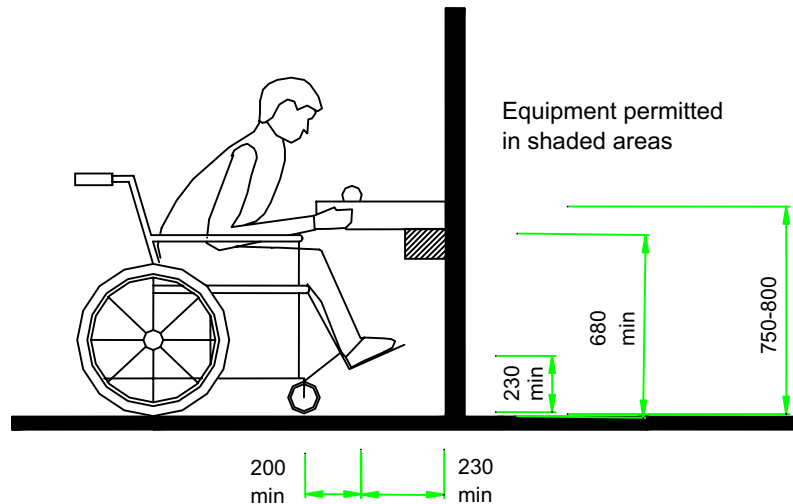 Equipment permitted
in shaded areas
750-800
680
min
230
min
200
min
230
min